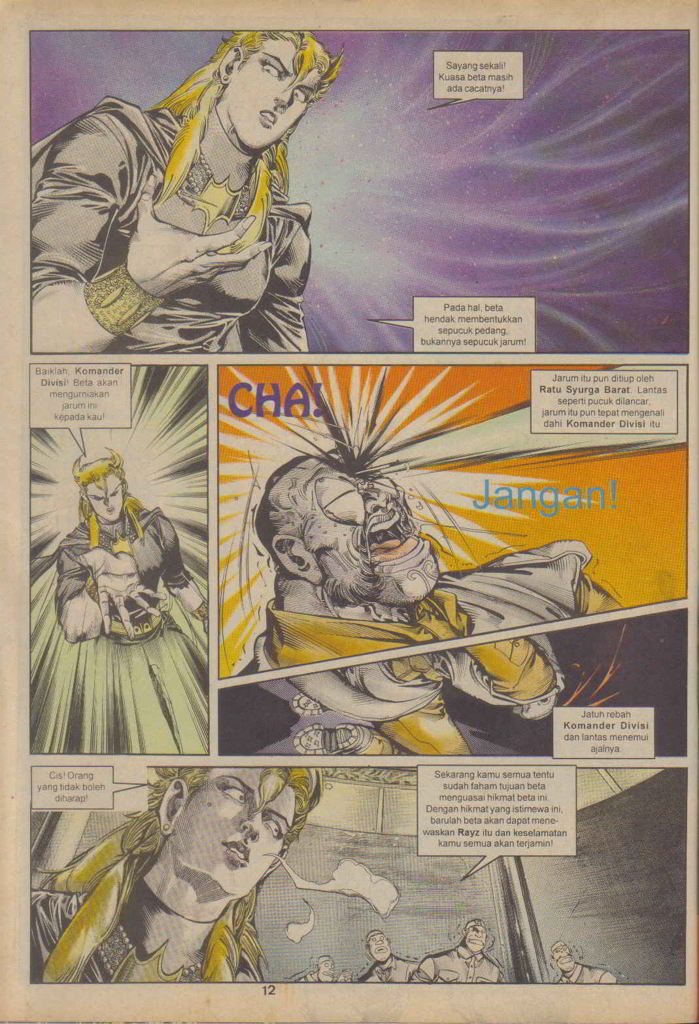 Sayang sekali!
Kuasa beta masih
ada cacatnya!
Pada hal, beta
hendak membentukkan
sepucuk pedang,
bukannya sepucuk jarum!
Baiklah, Komander
Divisi! Beta akan
mengurniakan
jarum ini
kepada kau!
CHA!
Jarum itu pun ditiup oleh
Ratu Syurga Barat. Lantas
seperti pucuk dilancar,
jarum itu pun tepat mengenali
dahi Komander Divisi itu.
Jangan!
Jatuh rebah
Komander Divisi
dan lantas menemui
ajalnya.
Cis! Orang
yang tidak boleh
diharap!
Sekarang kamu semua tentu
sudah faham tujuan beta
menguasai hikmat beta ini.
Dengan hikmat yang istimewa ini,
barulah beta akan dapat mene-
waskan Rayz itu dan keselamatan
kamu semua akan terjamin!
12